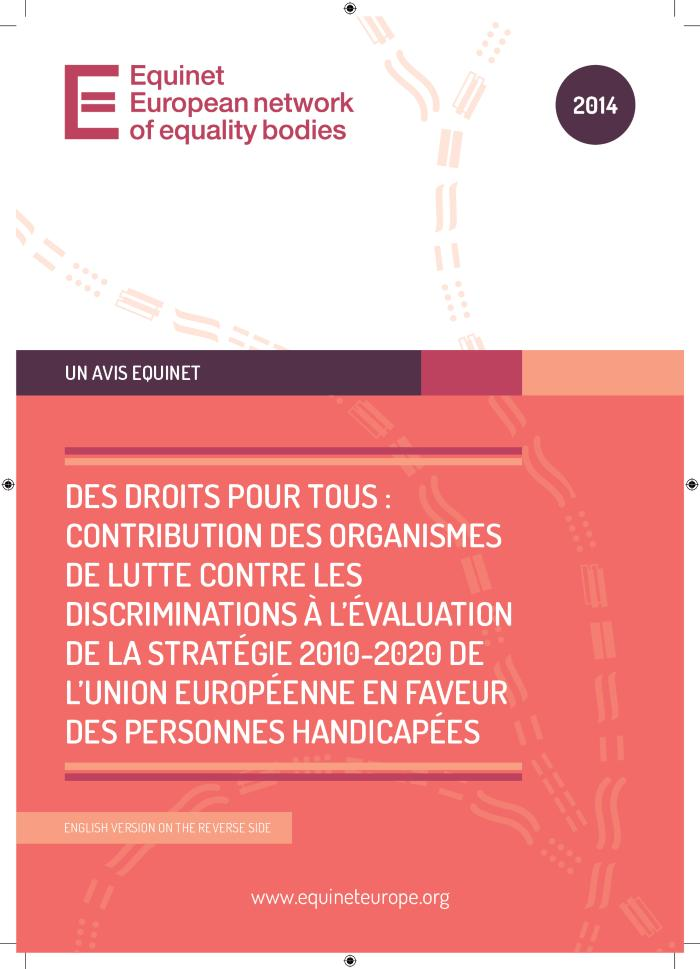 Equinet
European network
of equality bodies
2014
UN AVIS EQUINET
DES DROITS POUR TOUS :
CONTRIBUTION DES ORGANISMES
DE LUTTE CONTRE LES
DISCRIMINATIONS À L'ÉVALUATION
DE LA STRATÉGIE 2010-2020 DE
L'UNION EUROPÉENNE EN FAVEUR
DES PERSONNES HANDICAPÉES
ENGLISH VERSION ON THE REVERSE SIDE
www.equineteurope.org